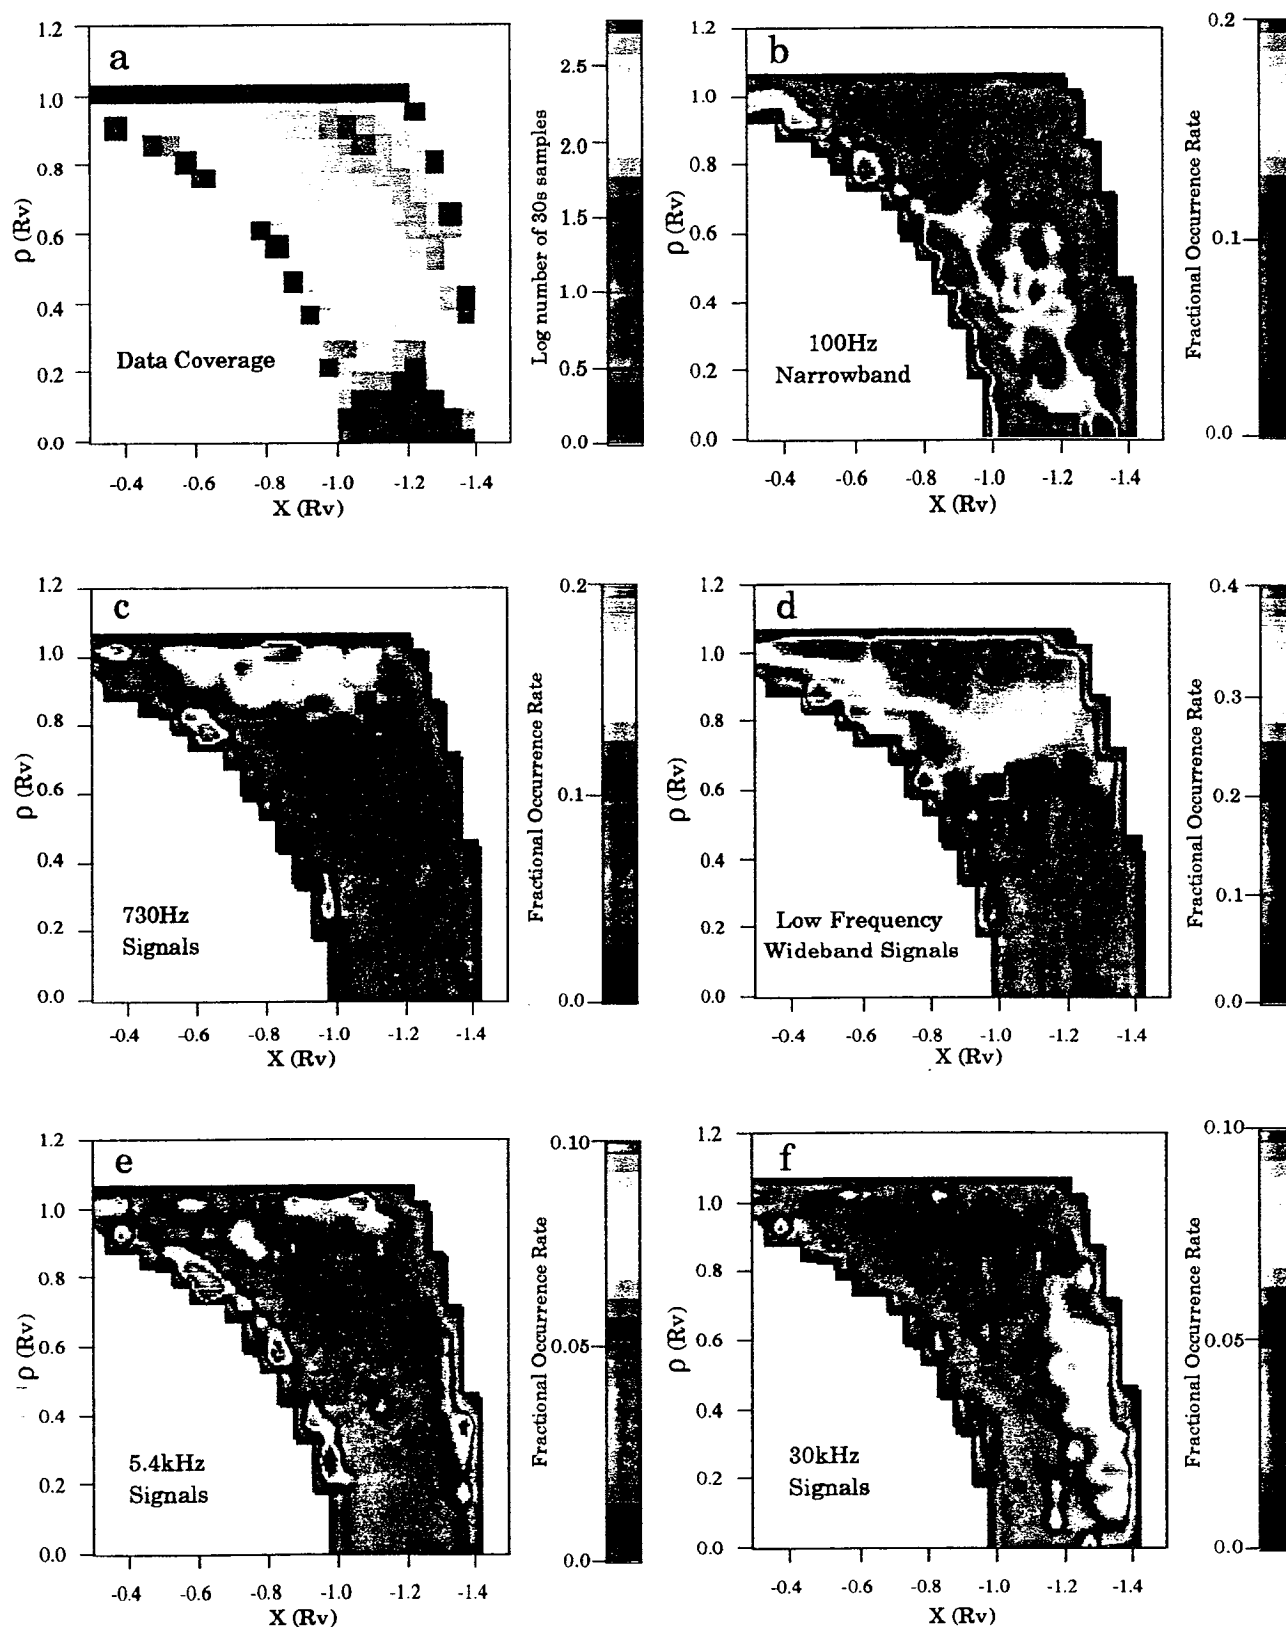 a
1.2
1.0
0.8
0.6
0.4
0.2
0.0
ρ (Rv)
Data Coverage
-0.4 -0.6 -0.8 -1.0 -1.2 -1.4
X (Rv)
2.5
2.0
1.5
1.0
0.5
0.0
Log number of 30s samples
b
1.2
1.0
0.8
0.6
0.4
0.2
0.0
ρ (Rv)
100Hz
Narrowband
-0.4 -0.6 -0.8 -1.0 -1.2 -1.4
X (Rv)
0.2
0.1
0.0
Fractional Occurrence Rate
c
1.2
1.0
0.8
0.6
0.4
0.2
0.0
ρ (Rv)
730Hz
Signals
-0.4 -0.6 -0.8 -1.0 -1.2 -1.4
X (Rv)
0.2
0.1
0.0
Fractional Occurrence Rate
d
1.2
1.0
0.8
0.6
0.4
0.2
0.0
ρ (Rv)
Low Frequency
Wideband Signals
-0.4 -0.6 -0.8 -1.0 -1.2 -1.4
X (Rv)
0.4
0.3
0.2
0.1
0.0
Fractional Occurrence Rate
e
1.2
1.0
0.8
0.6
0.4
0.2
0.0
ρ (Rv)
5.4kHz
Signals
-0.4 -0.6 -0.8 -1.0 -1.2 -1.4
X (Rv)
0.10
0.05
0.0
Fractional Occurrence Rate
f
1.2
1.0
0.8
0.6
0.4
0.2
0.0
ρ (Rv)
30kHz
Signals
-0.4 -0.6 -0.8 -1.0 -1.2 -1.4
X (Rv)
0.10
0.05
0.0
Fractional Occurrence Rate